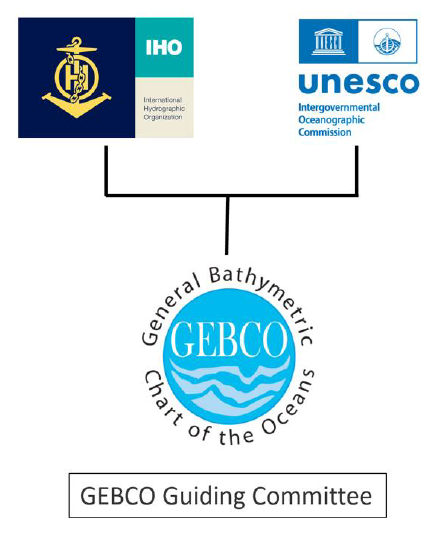 IHO
International
Hydrographic
Organization
unesco
Intergovernmental
Oceanographic
Commission
General Bathymetric
GEBCO
Chart of the Oceans
GEBCO Guiding Committee